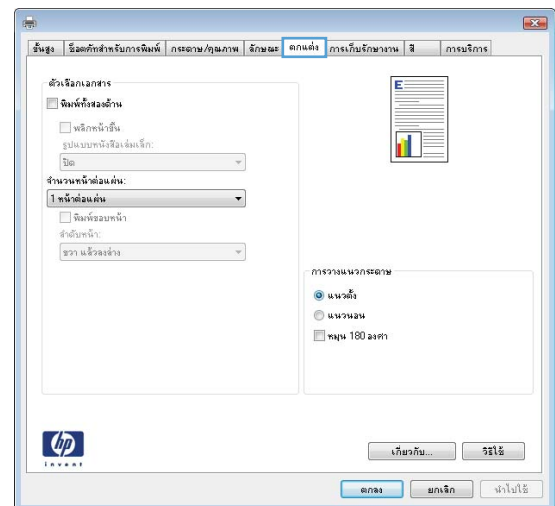 ขั้นสูง ช็อตคัทสำหรับการพิมพ์ กระดาษ/คุณภาพ ลักษณะ ตกแต่ง การเก็บรักษางาน สี การบริการ
ตัวเลือกเอกสาร
พิมพ์ทั้งสองด้าน
พลิกหน้าขึ้น
รูปแบบหนังสือเล่มเล็ก:
ปิด
จำนวนหน้าต่อแผ่น:
1 หน้าต่อแผ่น
พิมพ์ขอบหน้า
ลำดับหน้า:
ขวา แล้วลงล่าง
E
การวางแนวกระดาษ
แนวตั้ง
แนวนอน
หมุน 180 องศา
hp
invent
เกี่ยวกับ... วิธีใช้
ตกลง ยกเลิก นำไปใช้